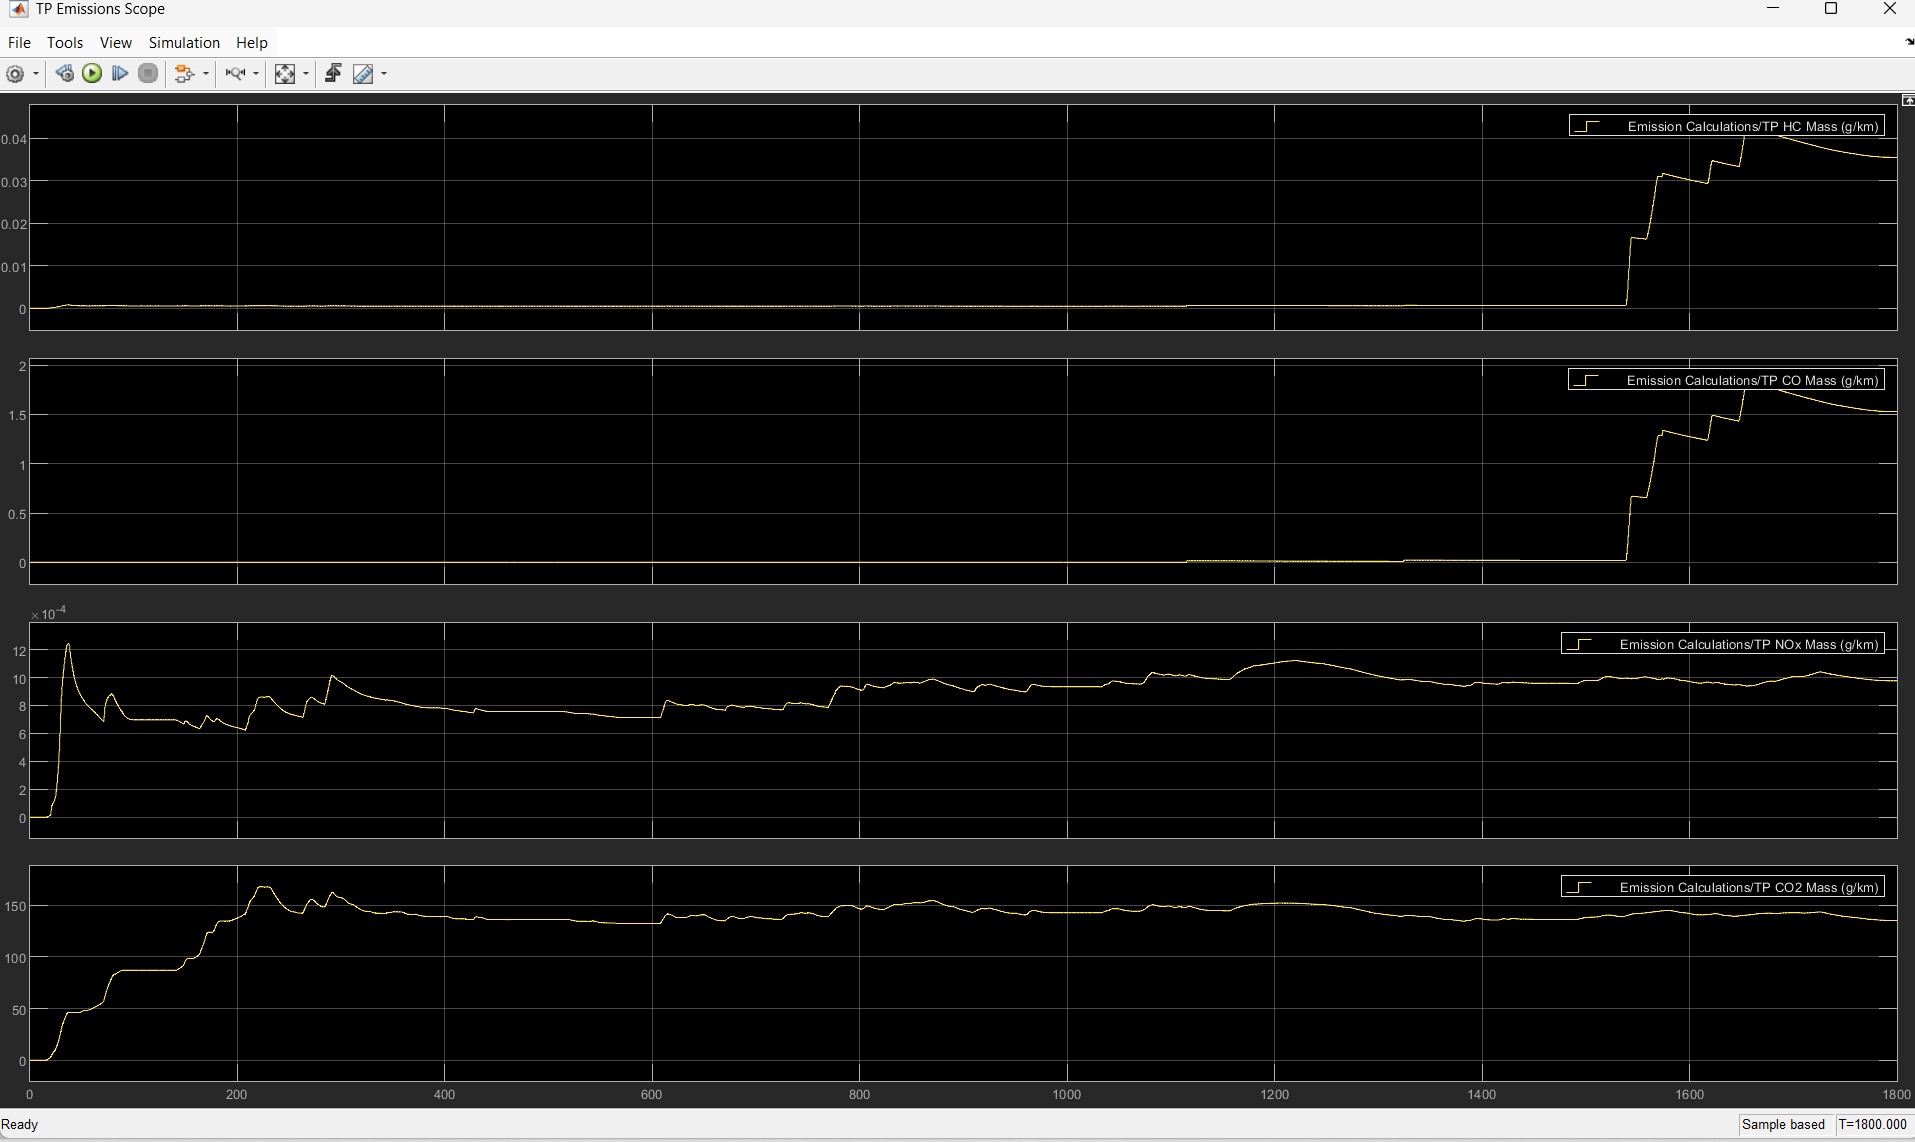 TP Emissions Scope
File Tools View Simulation Help
Emission Calculations/TP HC Mass (g/km)
0.04
0.03
0.02
0.01
0
Emission Calculations/TP CO Mass (g/km)
2
1.5
1
0.5
0
×10^-4
Emission Calculations/TP NOx Mass (g/km)
12
10
8
6
4
2
0
Emission Calculations/TP CO2 Mass (g/km)
150
100
50
0
0 200 400 600 800 1000 1200 1400 1600 1800
Ready Sample based T=1800.000